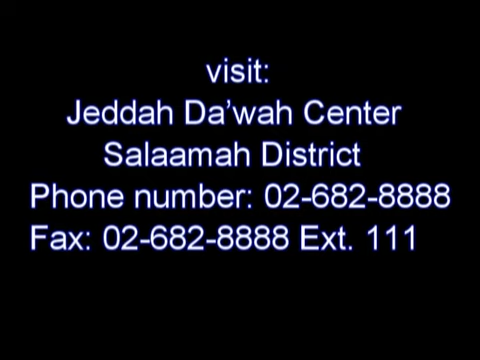 visit:
Jeddah Da’wah Center
Salaamah District
Phone number: 02-682-8888
Fax: 02-682-8888 Ext. 111